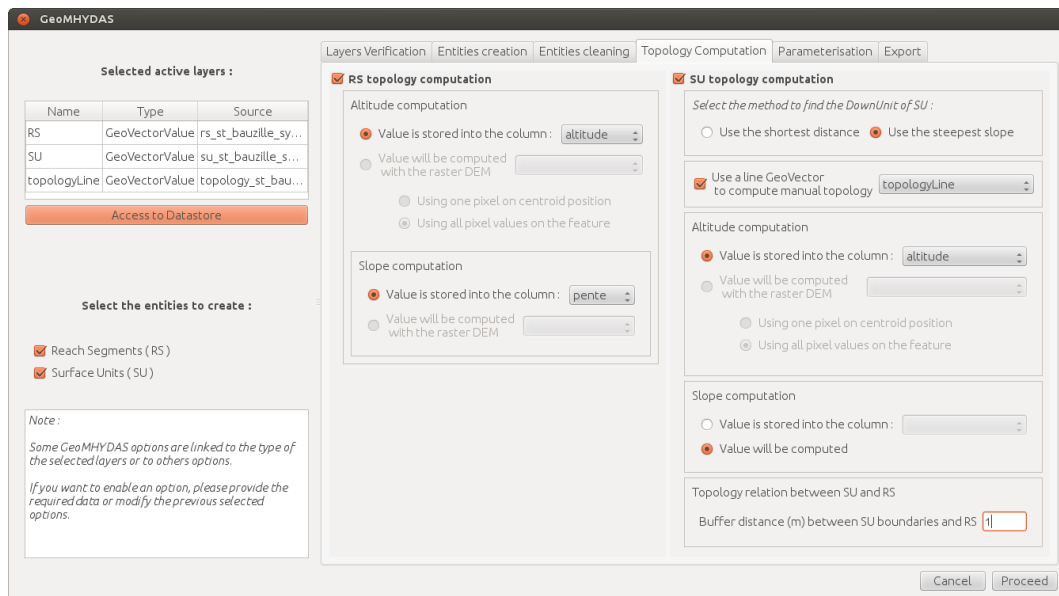 GeoMHYDAS
Selected active layers :
Name Type Source
RS GeoVectorValue rs_st_bauzille_sy...
SU GeoVectorValue su_st_bauzille_s...
topologyLine GeoVectorValue topology_st_bau...
Access to Datastore
Select the entities to create :
Reach Segments ( RS )
Surface Units ( SU )
Note :
Some GeoMHYDAS options are linked to the type of
the selected layers or to others options.
If you want to enable an option, please provide the
required data or modify the previous selected
options.
Layers Verification Entities creation Entities cleaning Topology Computation Parameterisation Export
RS topology computation
Altitude computation
Value is stored into the column : altitude
Value will be computed
with the raster DEM
Using one pixel on centroid position
Using all pixel values on the feature
Slope computation
Value is stored into the column : pente
Value will be computed
with the raster DEM
SU topology computation
Select the method to find the DownUnit of SU :
Use the shortest distance Use the steepest slope
Use a line GeoVector
to compute manual topology topologyLine
Altitude computation
Value is stored into the column : altitude
Value will be computed
with the raster DEM
Using one pixel on centroid position
Using all pixel values on the feature
Slope computation
Value is stored into the column :
Value will be computed
Topology relation between SU and RS
Buffer distance (m) between SU boundaries and RS 1
Cancel Proceed